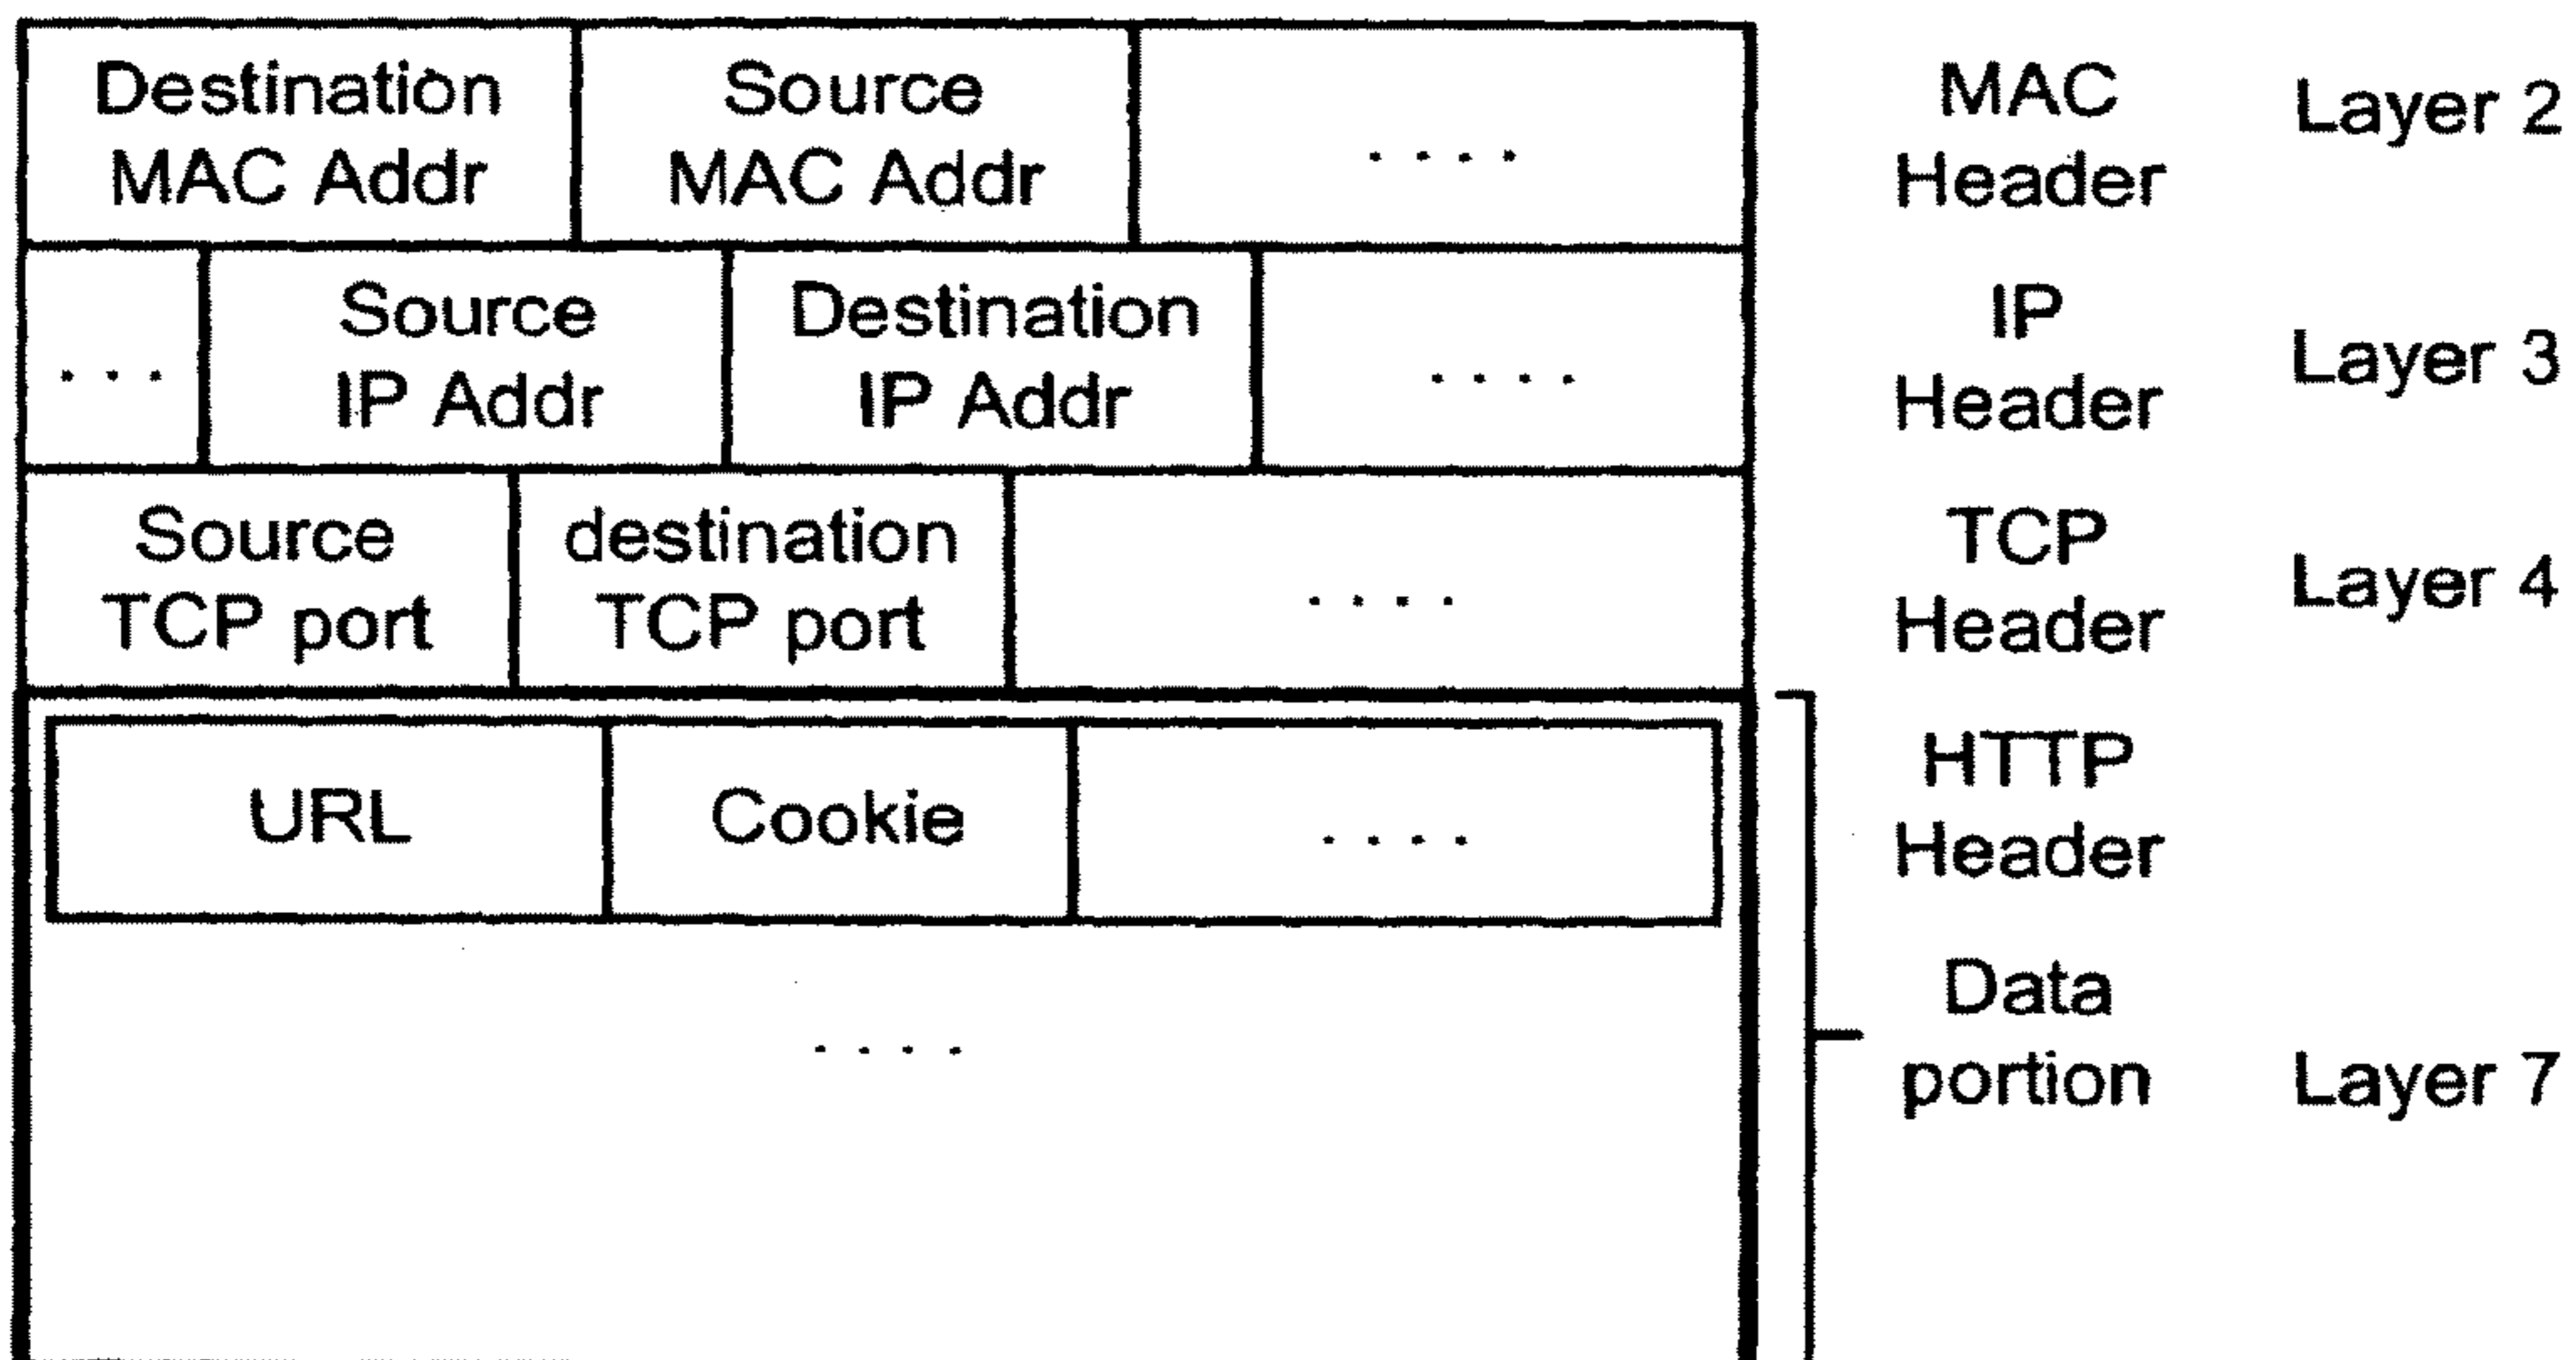 Destination
MAC Addr
Source
MAC Addr
. . . .
MAC
Header
Layer 2
. . .
Source
IP Addr
Destination
IP Addr
. . . .
IP
Header
Layer 3
Source
TCP port
destination
TCP port
. . . .
TCP
Header
Layer 4
URL
Cookie
. . . .
HTTP
Header
. . . .
Data
portion
Layer 7